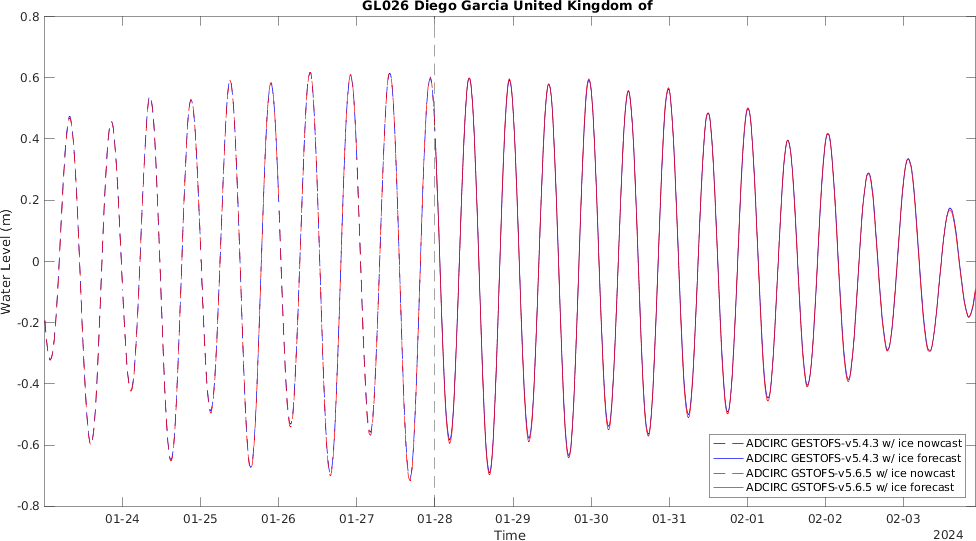 GL026 Diego Garcia United Kingdom of
0.8
0.6
0.4
0.2
0
-0.2
-0.4
-0.6
-0.8
Water Level (m)
ADCIRC GESTOFS-v5.4.3 w/ ice nowcast
ADCIRC GESTOFS-v5.4.3 w/ ice forecast
ADCIRC GSTOFS-v5.6.5 w/ ice nowcast
ADCIRC GSTOFS-v5.6.5 w/ ice forecast
01-24 01-25 01-26 01-27 01-28 01-29 01-30 01-31 02-01 02-02 02-03
Time
2024